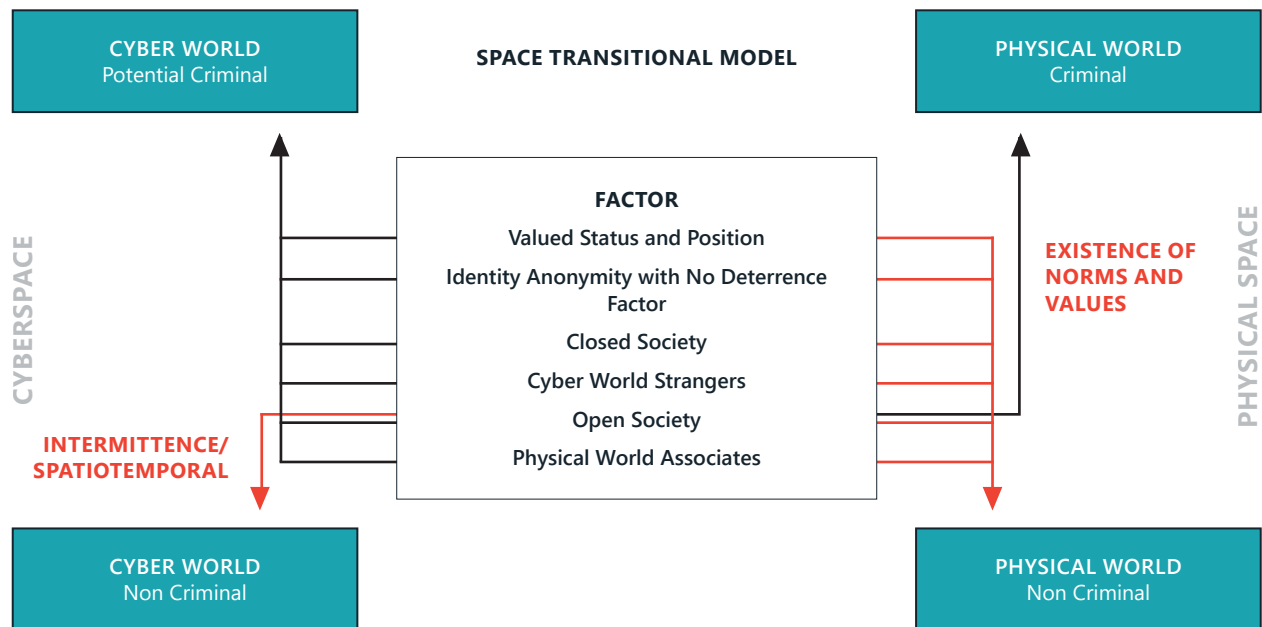 CYBER WORLD
Potential Criminal
SPACE TRANSITIONAL MODEL
PHYSICAL WORLD
Criminal
CYBERSPACE
FACTOR
Valued Status and Position
Identity Anonymity with No Deterrence
Factor
Closed Society
Cyber World Strangers
Open Society
Physical World Associates
EXISTENCE OF
NORMS AND
VALUES
PHYSICAL SPACE
INTERMITTENCE/
SPATIOTEMPORAL
CYBER WORLD
Non Criminal
PHYSICAL WORLD
Non Criminal